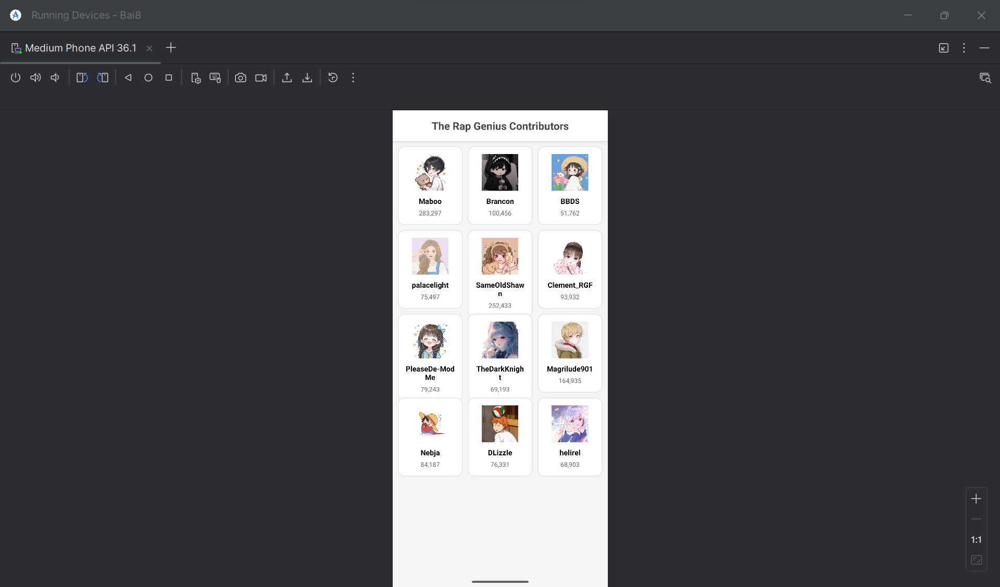 Running Devices - Bai8
Medium Phone API 36.1
The Rap Genius Contributors
Maboo
283,297
Brancon
100,456
BBDS
51,762
palacelight
75,497
SameOldShaw
n
252,433
Clement_RGF
93,932
PleaseDe-Mod
Me
79,243
TheDarkKnigh
t
69,193
Magrilude901
164,935
Nebja
84,187
DLizzle
76,331
helirel
68,903
1:1